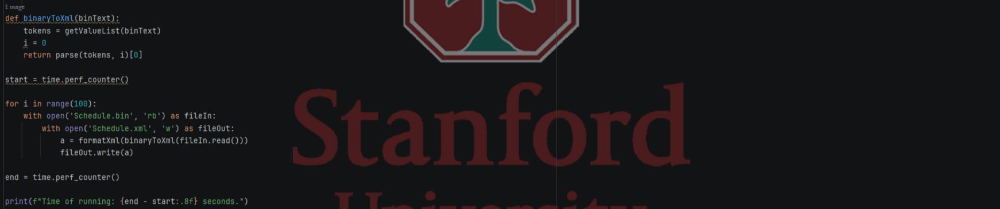 1 usage
def binaryToXml(binText):
    tokens = getValueList(binText)
    i = 0
    return parse(tokens, i)[0]
start = time.perf_counter()
for i in range(100):
    with open('Schedule.bin', 'rb') as fileIn:
        with open('Schedule.xml', 'w') as fileOut:
            a = formatXml(binaryToXml(fileIn.read()))
            fileOut.write(a)
end = time.perf_counter()
print(f"Time of running: {end - start:.8f} seconds.")
Stanford
University